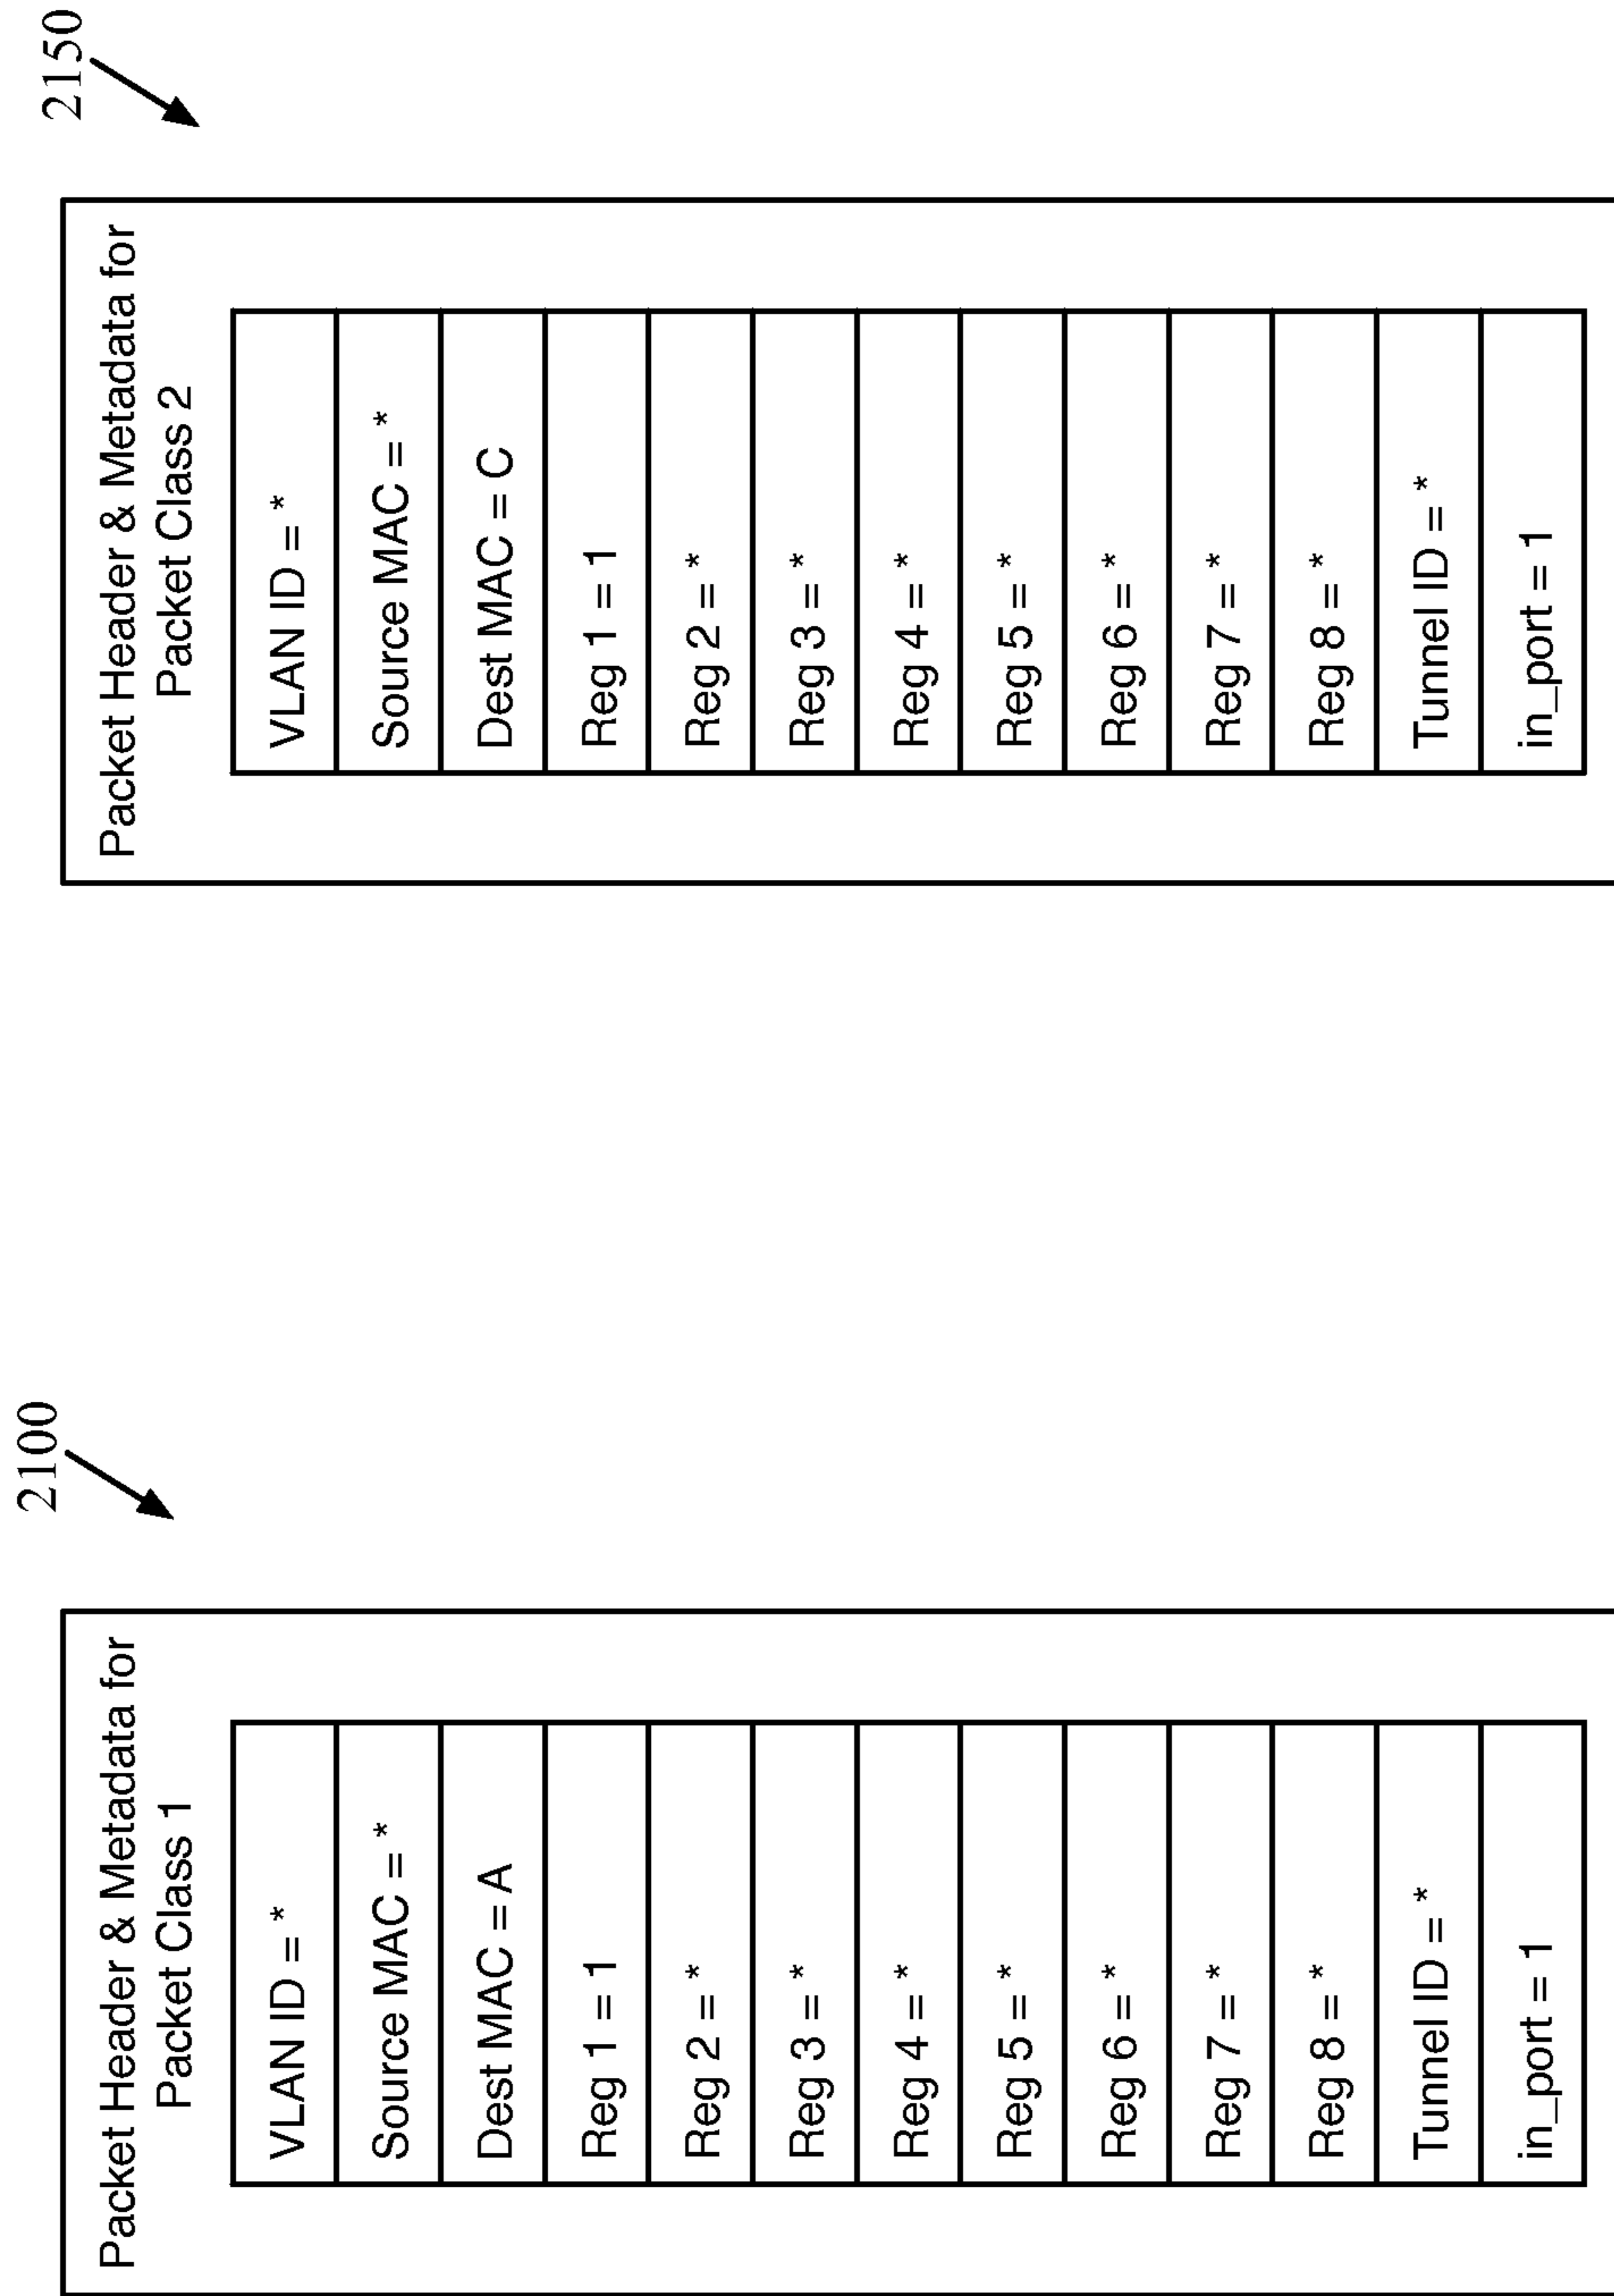 2100
Packet Header & Metadata for
Packet Class 1
VLAN ID = *
Source MAC = *
Dest MAC = A
Reg 1 = 1
Reg 2 = *
Reg 3 = *
Reg 4 = *
Reg 5 = *
Reg 6 = *
Reg 7 = *
Reg 8 = *
Tunnel ID = *
in_port = 1
2150
Packet Header & Metadata for
Packet Class 2
VLAN ID = *
Source MAC = *
Dest MAC = C
Reg 1 = 1
Reg 2 = *
Reg 3 = *
Reg 4 = *
Reg 5 = *
Reg 6 = *
Reg 7 = *
Reg 8 = *
Tunnel ID = *
in_port = 1